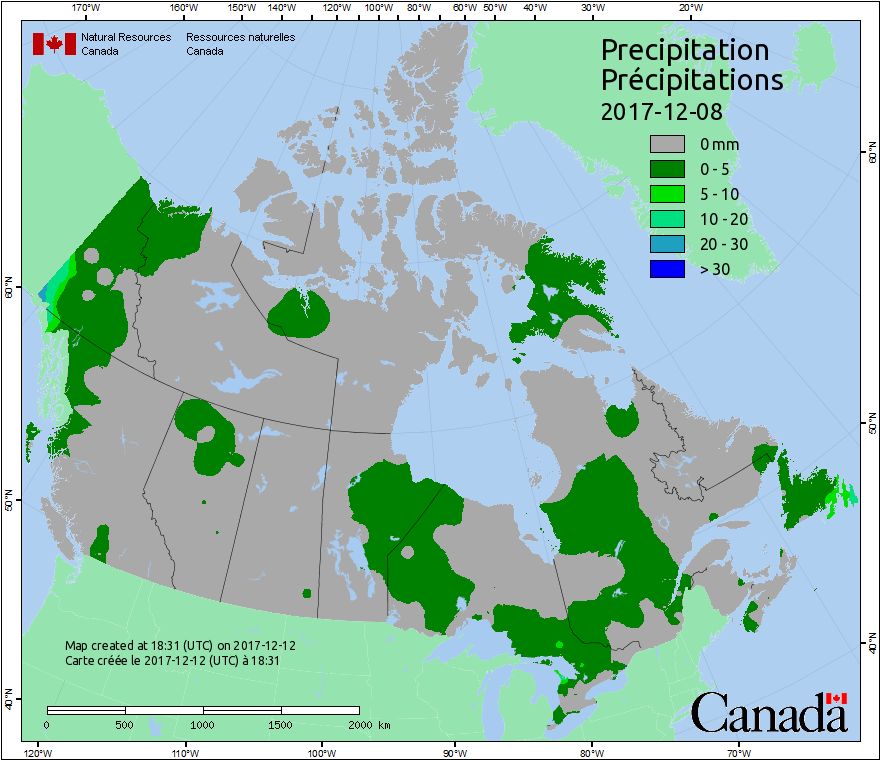 170°W 160°W 150°W 140°W 120°W 100°W 80°W 60°W 50°W 40°W 30°W 20°W
Natural Resources Ressources naturelles
Canada Canada
Precipitation
Précipitations
2017-12-08
0 mm
0 - 5
5 - 10
10 - 20
20 - 30
> 30
60°N
60°N
50°N
50°N
40°N
40°N
Map created at 18:31 (UTC) on 2017-12-12
Carte créée le 2017-12-12 (UTC) à 18:31
0 500 1000 1500 2000 km
Canada
120°W 110°W 100°W 90°W 80°W 70°W